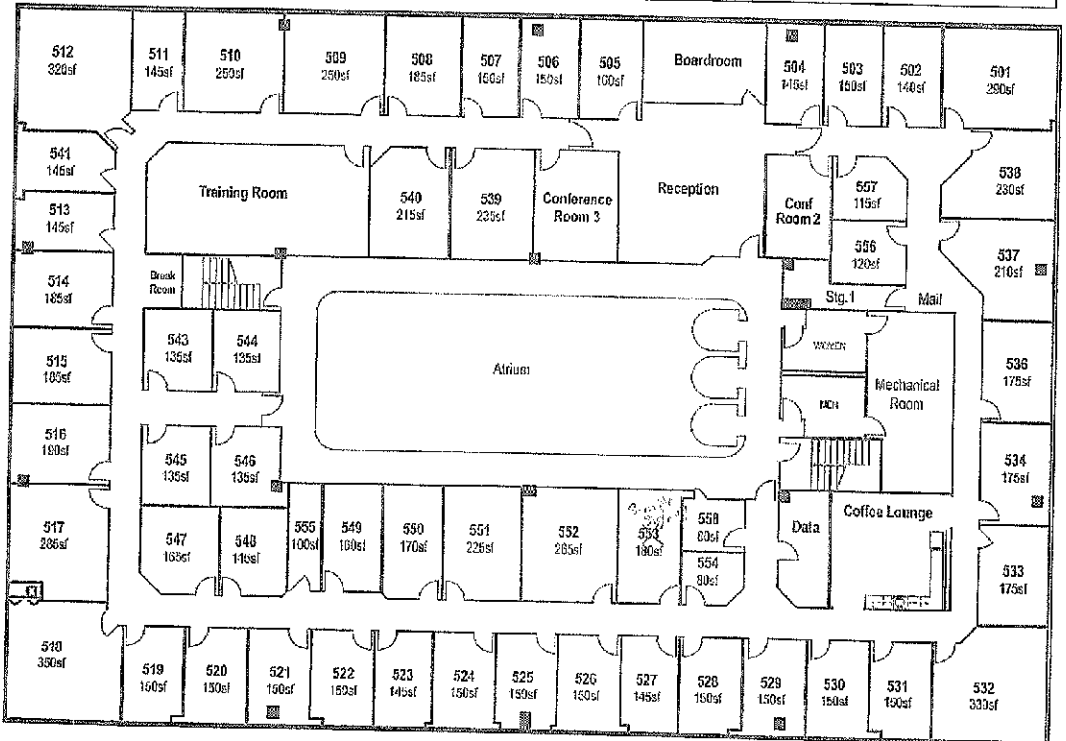 512
320sf
511
145sf
510
250sf
509
250sf
508
185sf
507
150sf
506
150sf
505
160sf
Boardroom
504
145sf
503
150sf
502
140sf
501
290sf
541
145sf
Training Room
540
215sf
539
235sf
Conference
Room 3
Reception
Conf
Room 2
557
115sf
538
230sf
513
145sf
556
120sf
537
210sf
514
185sf
Break
Room
Stg.1
Mail
543
135sf
544
135sf
Atrium
WOMEN
536
175sf
515
185sf
MEN
Mechanical
Room
516
190sf
545
135sf
546
135sf
534
175sf
517
285sf
547
165sf
548
145sf
555
100sf
549
160sf
550
170sf
551
225sf
552
265sf
553
180sf
558
80sf
554
80sf
Data
Coffee Lounge
533
175sf
518
350sf
519
150sf
520
150sf
521
150sf
522
150sf
523
145sf
524
150sf
525
150sf
526
150sf
527
145sf
528
150sf
529
150sf
530
150sf
531
150sf
532
330sf